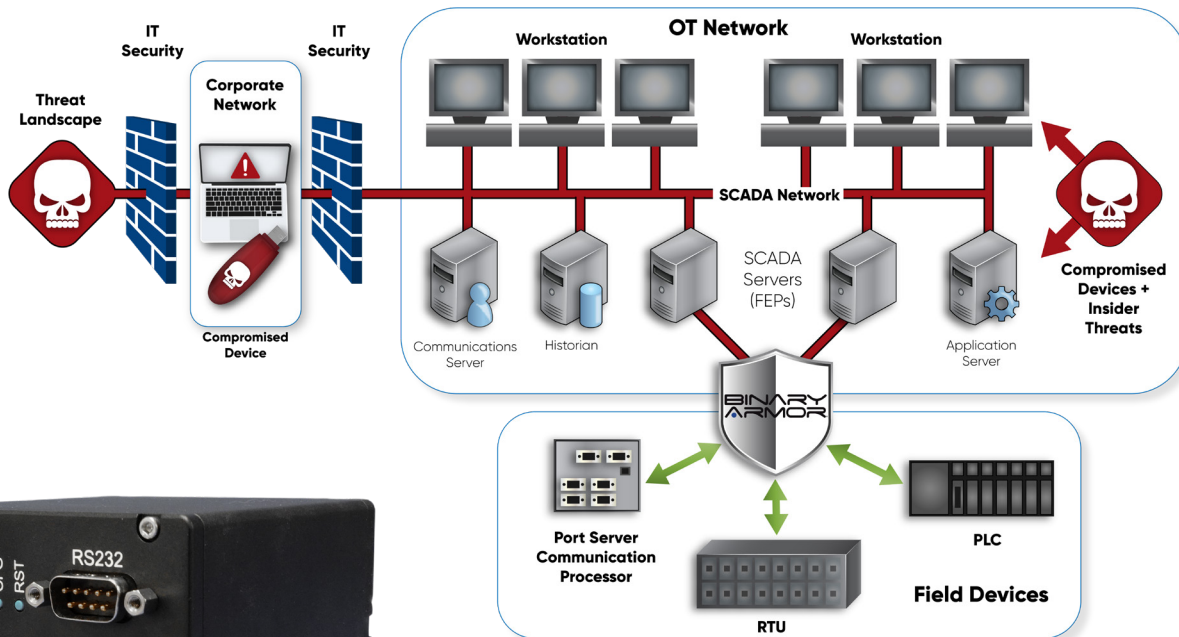 IT
Security
IT
Security
OT Network
Workstation
Workstation
Corporate
Network
Threat
Landscape
SCADA Network
SCADA
Servers
(FEPs)
Compromised
Devices +
Insider
Threats
Compromised
Device
Communications
Server
Historian
Application
Server
BINARY
ARMOR
Port Server
Communication
Processor
PLC
RTU
Field Devices
RS232
RST